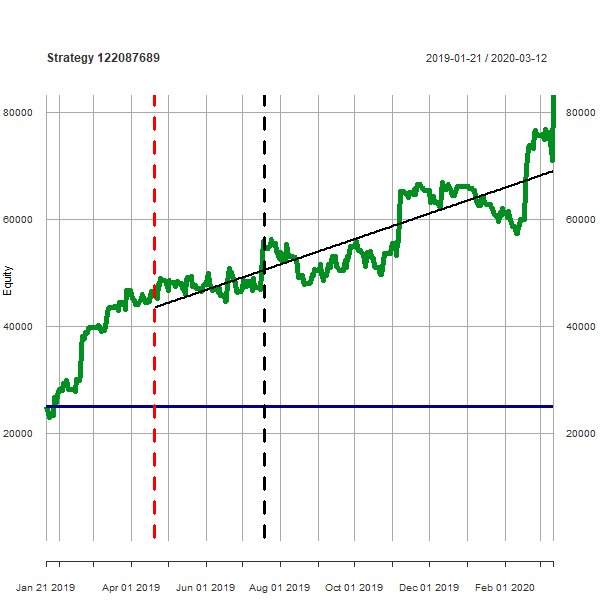 Strategy 122087689 2019-01-21 / 2020-03-12
80000 80000
60000 60000
Equity
40000 40000
20000 20000
Jan 21 2019 Apr 01 2019 Jun 01 2019 Aug 01 2019 Oct 01 2019 Dec 01 2019 Feb 01 2020